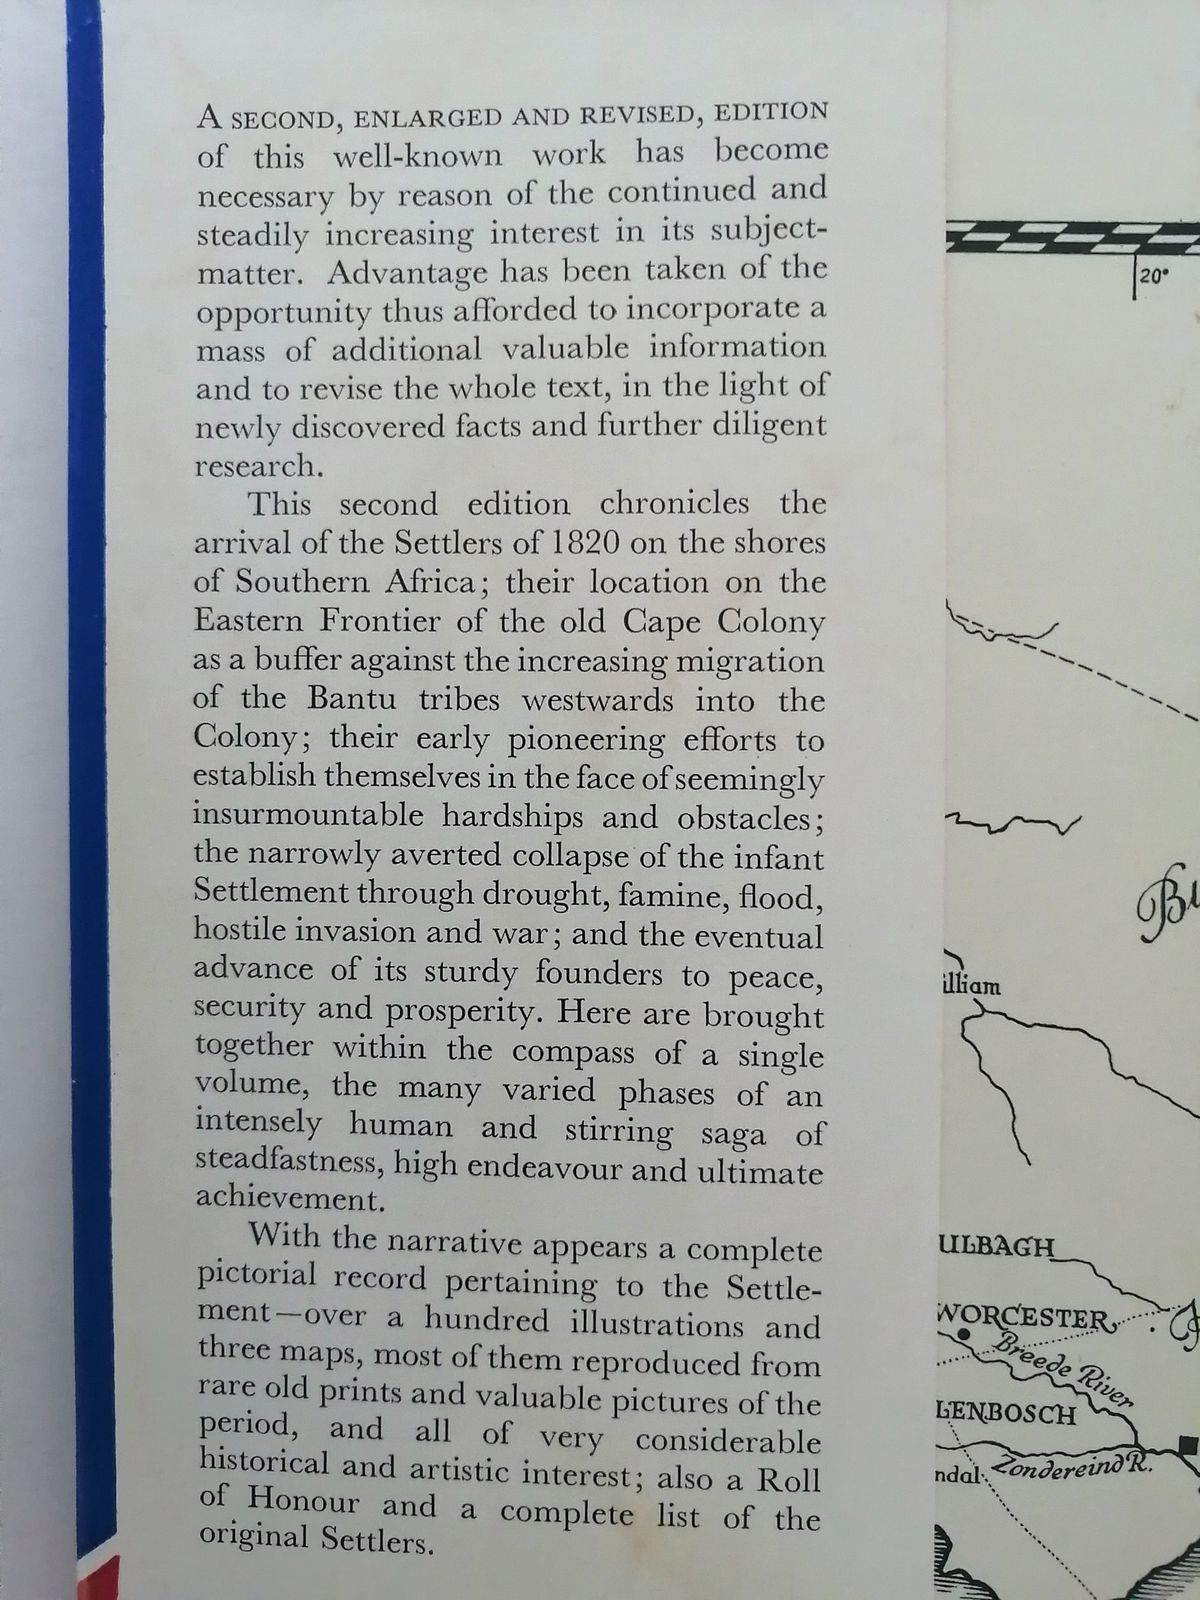 A SECOND, ENLARGED AND REVISED, EDITION
of this well-known work has become
necessary by reason of the continued and
steadily increasing interest in its subject-
matter. Advantage has been taken of the
opportunity thus afforded to incorporate a
mass of additional valuable information
and to revise the whole text, in the light of
newly discovered facts and further diligent
research.
This second edition chronicles the
arrival of the Settlers of 1820 on the shores
of Southern Africa; their location on the
Eastern Frontier of the old Cape Colony
as a buffer against the increasing migration
of the Bantu tribes westwards into the
Colony; their early pioneering efforts to
establish themselves in the face of seemingly
insurmountable hardships and obstacles;
the narrowly averted collapse of the infant
Settlement through drought, famine, flood,
hostile invasion and war; and the eventual
advance of its sturdy founders to peace,
security and prosperity. Here are brought
together within the compass of a single
volume, the many varied phases of an
intensely human and stirring saga of
steadfastness, high endeavour and ultimate
achievement.
With the narrative appears a complete
pictorial record pertaining to the Settle-
ment—over a hundred illustrations and
three maps, most of them reproduced from
rare old prints and valuable pictures of the
period, and all of very considerable
historical and artistic interest; also a Roll
of Honour and a complete list of the
original Settlers.
20°
Bu
illiam
ULBAGH
WORCESTER
Breede River
LENBOSCH
ndal
Zondereind R.